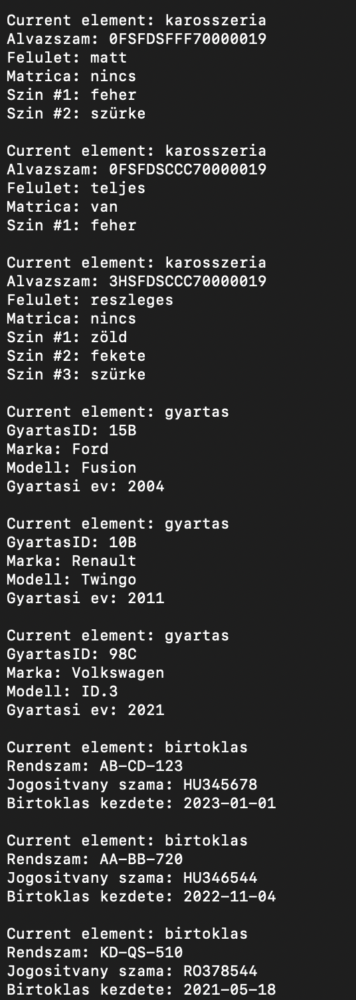 Current element: karosszeria
Alvazszam: 0FSFDSFFF70000019
Felulet: matt
Matrica: nincs
Szin #1: feher
Szin #2: szürke
Current element: karosszeria
Alvazszam: 0FSFDSCCC70000019
Felulet: teljes
Matrica: van
Szin #1: feher
Current element: karosszeria
Alvazszam: 3HSFDSCCC70000019
Felulet: reszleges
Matrica: nincs
Szin #1: zöld
Szin #2: fekete
Szin #3: szürke
Current element: gyartas
GyartasID: 15B
Marka: Ford
Modell: Fusion
Gyartasi ev: 2004
Current element: gyartas
GyartasID: 10B
Marka: Renault
Modell: Twingo
Gyartasi ev: 2011
Current element: gyartas
GyartasID: 98C
Marka: Volkswagen
Modell: ID.3
Gyartasi ev: 2021
Current element: birtoklas
Rendszam: AB-CD-123
Jogositvany szama: HU345678
Birtoklas kezdete: 2023-01-01
Current element: birtoklas
Rendszam: AA-BB-720
Jogositvany szama: HU346544
Birtoklas kezdete: 2022-11-04
Current element: birtoklas
Rendszam: KD-QS-510
Jogositvany szama: RO378544
Birtoklas kezdete: 2021-05-18